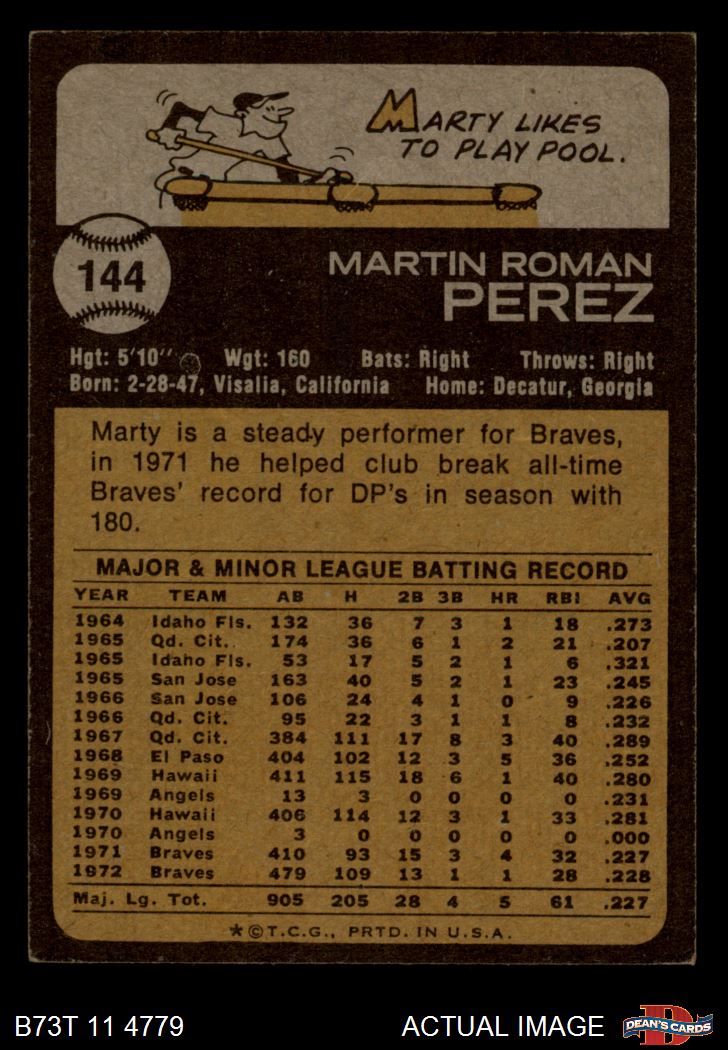 MARTY LIKES
TO PLAY POOL.
144
MARTIN ROMAN
PEREZ
Hgt: 5'10" Wgt: 160 Bats: Right Throws: Right
Born: 2-28-47, Visalia, California Home: Decatur, Georgia
Marty is a steady performer for Braves,
in 1971 he helped club break all-time
Braves' record for DP's in season with
180.
MAJOR & MINOR LEAGUE BATTING RECORD
YEAR TEAM AB H 2B 3B HR RBI AVG
1964 Idaho Fls. 132 36 7 3 1 18 .273
1965 Qd. Cit. 174 36 6 1 2 21 .207
1965 Idaho Fls. 53 17 5 2 1 6 .321
1965 San Jose 163 40 5 2 1 23 .245
1966 San Jose 106 24 4 1 0 9 .226
1966 Qd. Cit. 95 22 3 1 1 8 .232
1967 Qd. Cit. 384 111 17 8 3 40 .289
1968 El Paso 404 102 12 3 5 36 .252
1969 Hawaii 411 115 18 6 1 40 .280
1969 Angels 13 3 0 0 0 0 .231
1970 Hawaii 406 114 12 3 1 33 .281
1970 Angels 3 0 0 0 0 0 .000
1971 Braves 410 93 15 3 4 32 .227
1972 Braves 479 109 13 1 1 28 .228
Maj. Lg. Tot. 905 205 28 4 5 61 .227
*©T.C.G., PRTD. IN U.S.A.
B73T 11 4779 ACTUAL IMAGE D DEAN'S CARDS